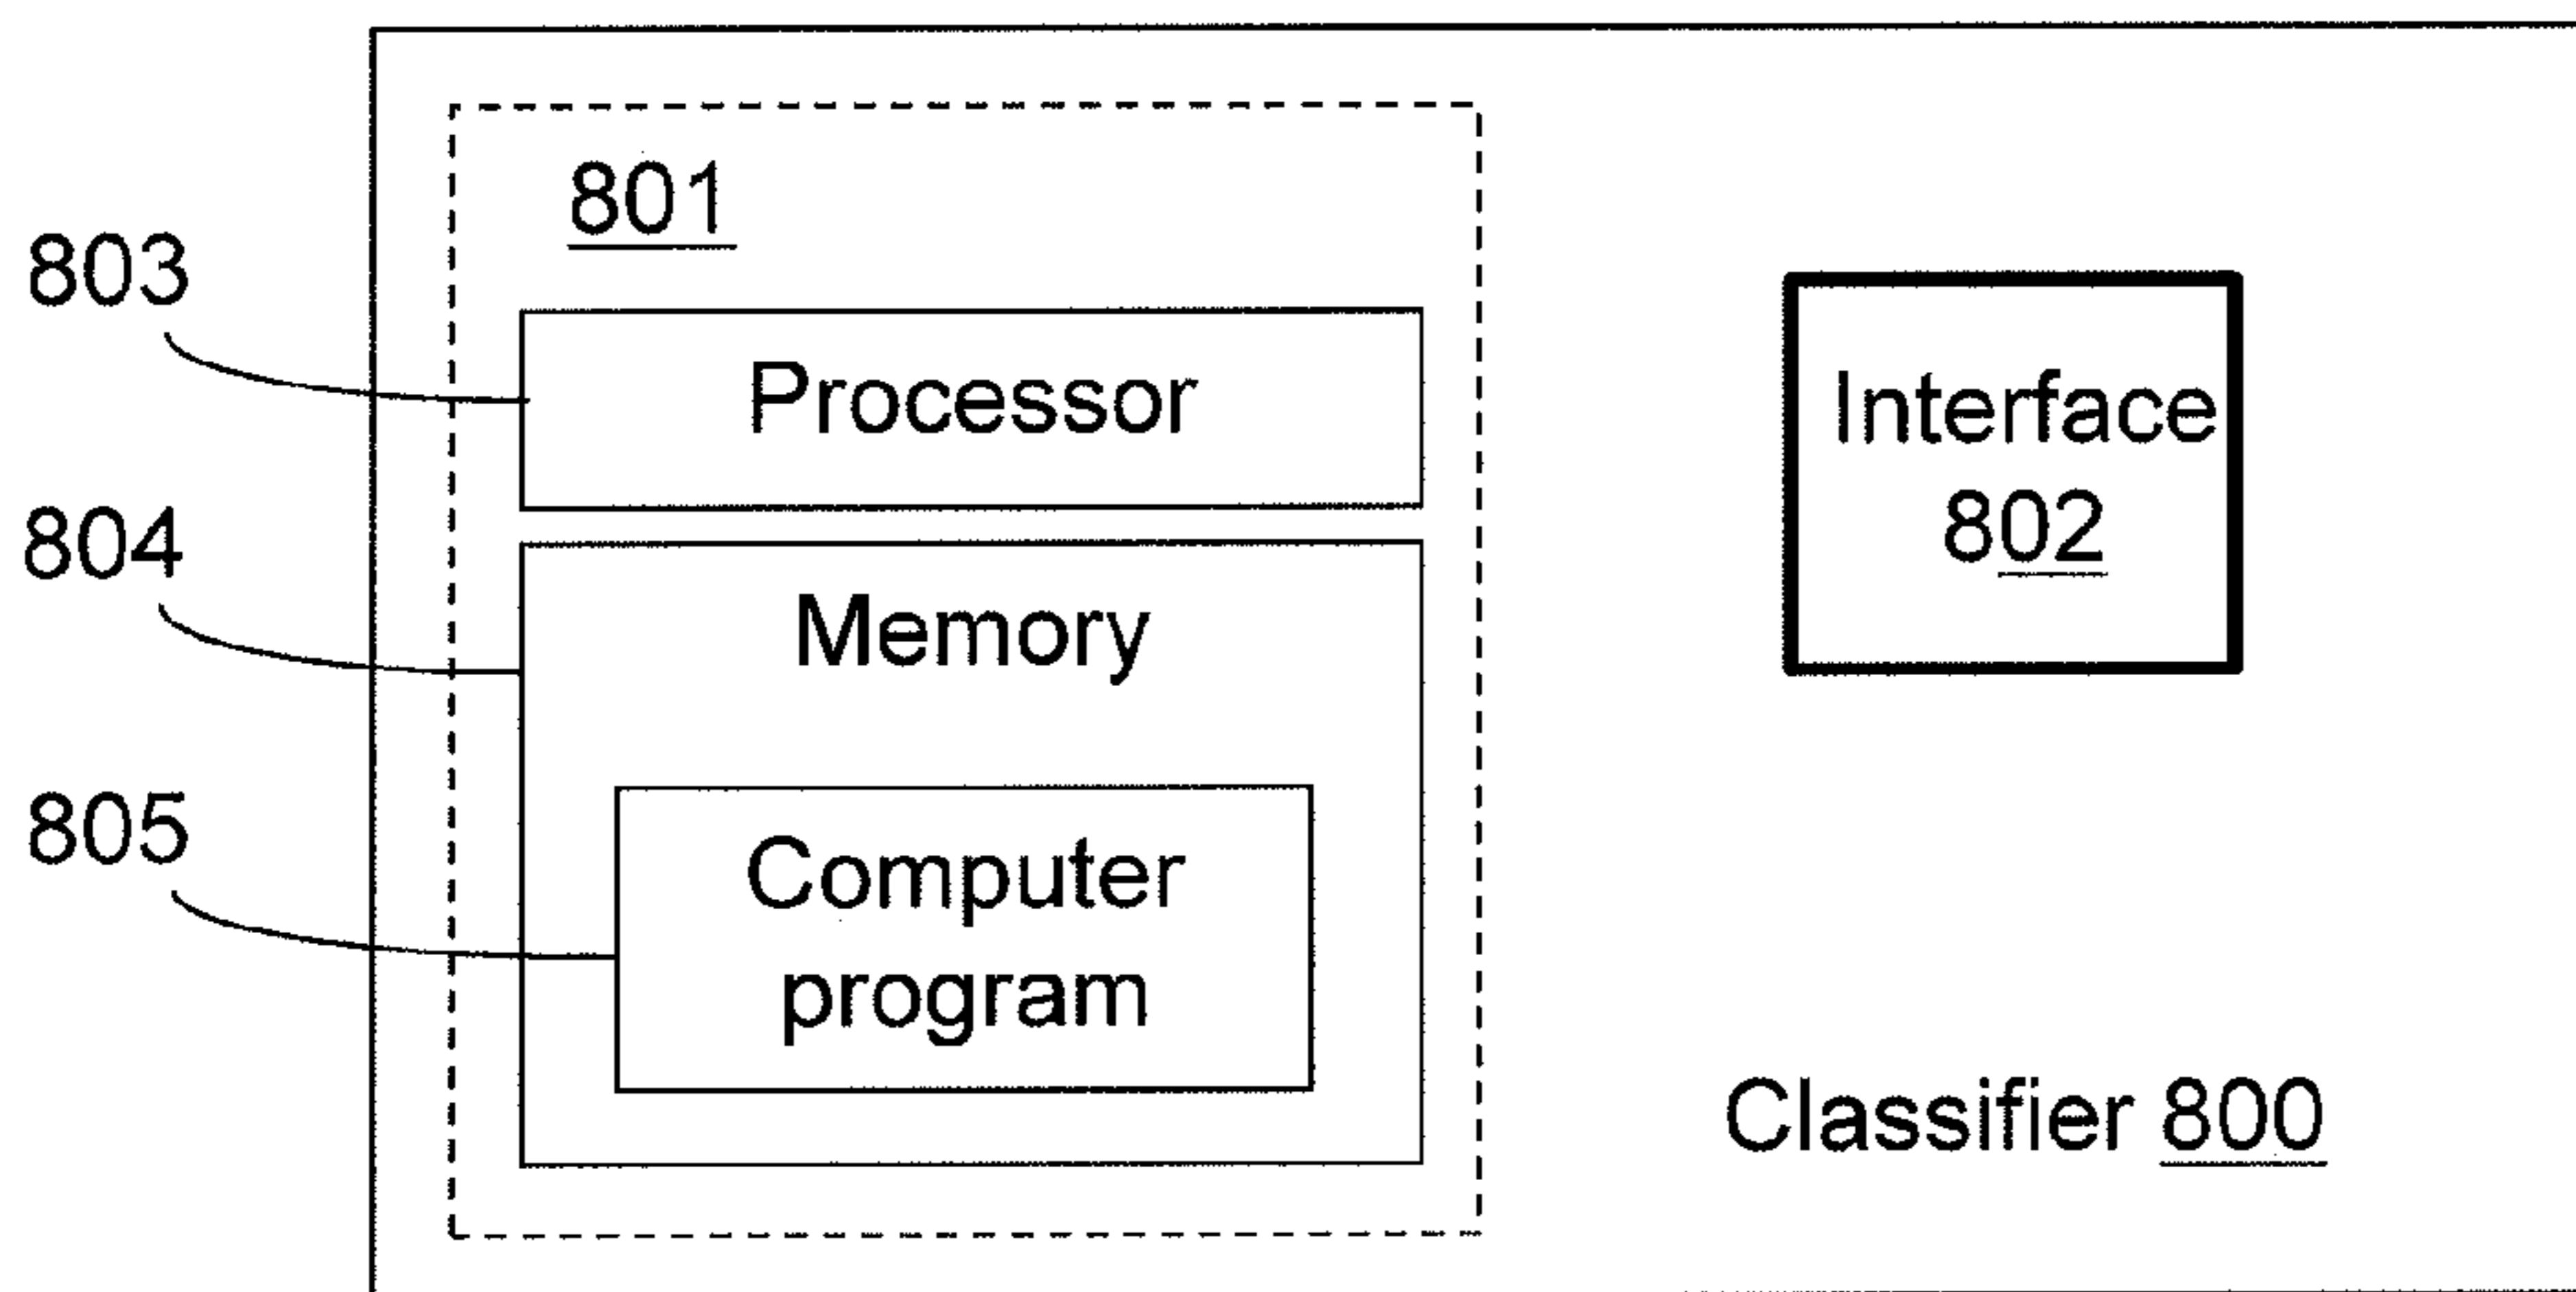 801
803
Processor
Interface
802
804
Memory
805
Computer
program
Classifier 800